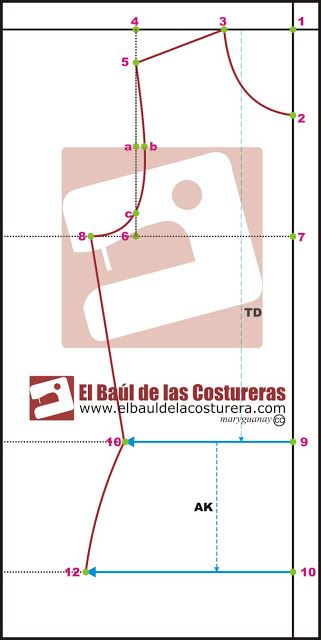 4 3 1
5
2
a b
c
8 6 7
TD
El Baúl de las Costureras
www.elbauldelacosturera.com
maryguanay cc
10 9
AK
12 10